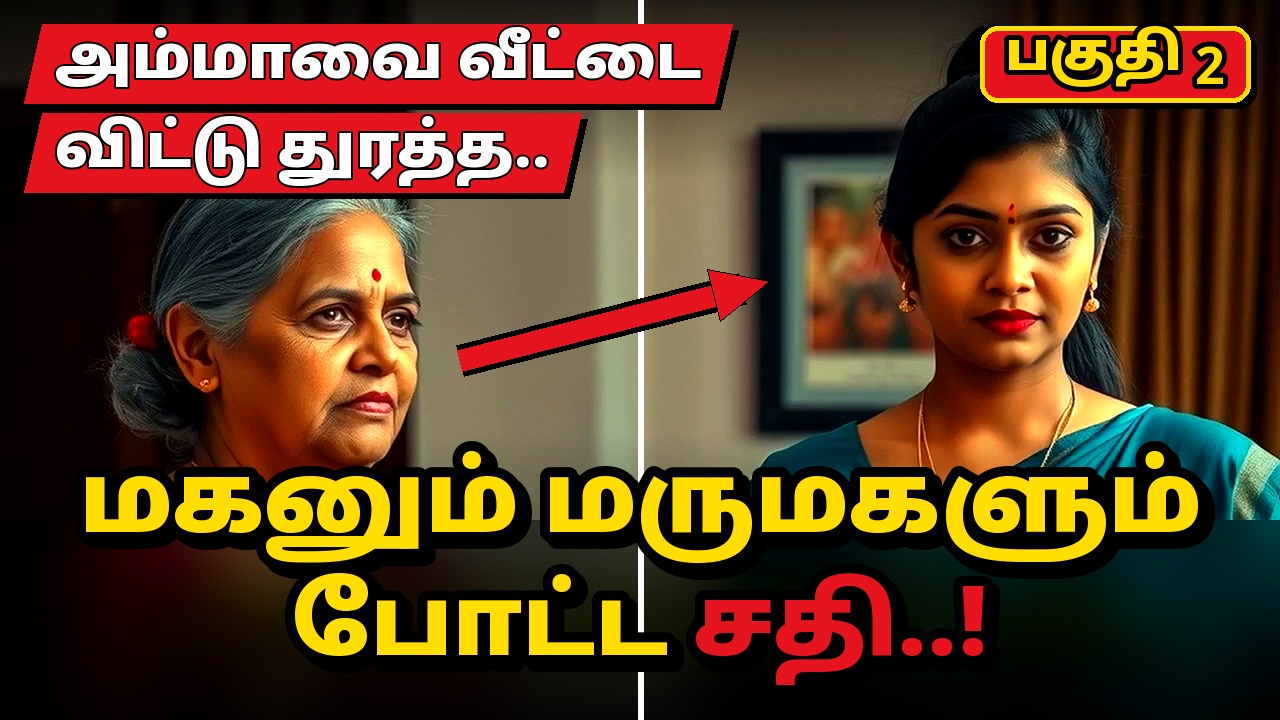 அம்மாவை வீட்டை
விட்டு துரத்த..
பகுதி 2
மகனும் மருமகளும்
போட்ட சதி..!